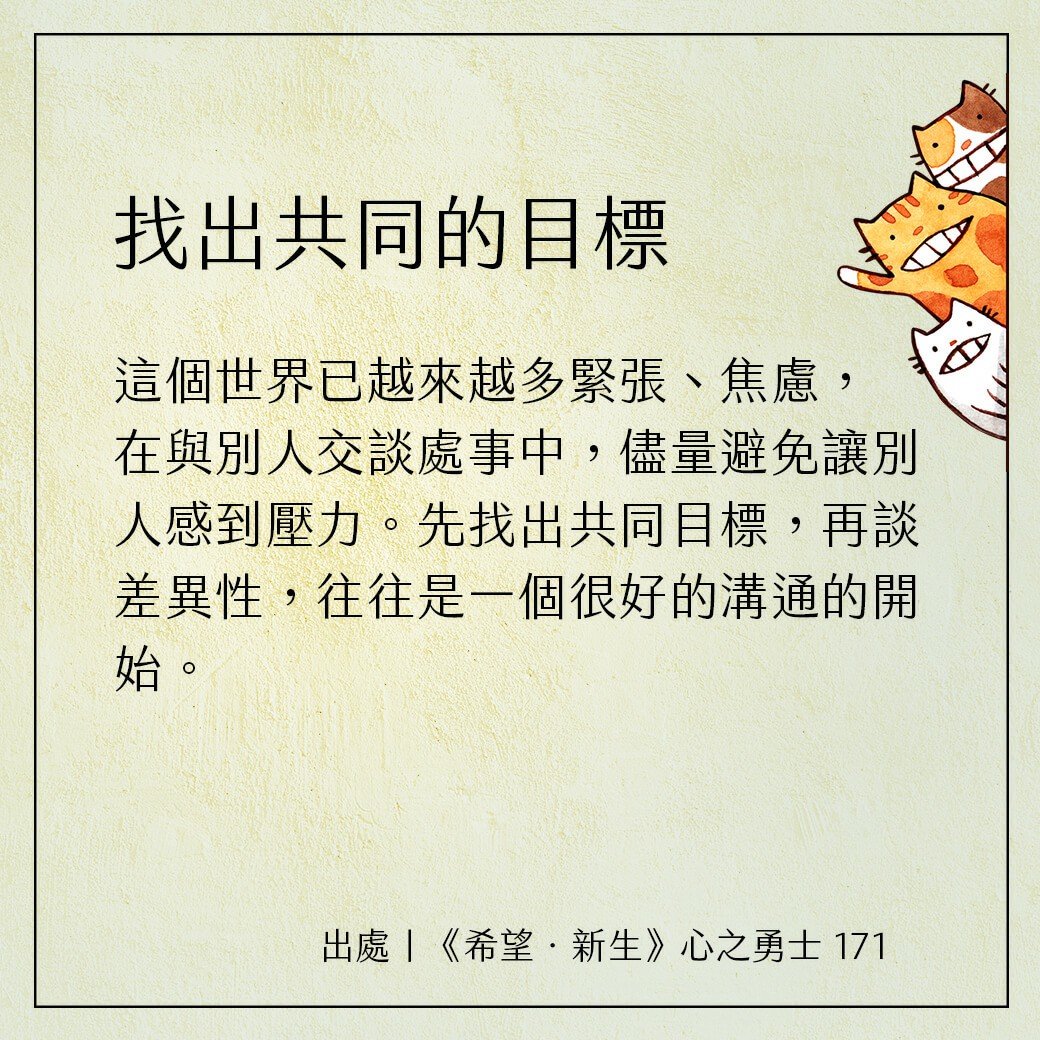 找出共同的目標
這個世界已越來越多緊張、焦慮，
在與別人交談處事中，儘量避免讓別
人感到壓力。先找出共同目標，再談
差異性，往往是一個很好的溝通的開
始。
出處｜《希望．新生》心之勇士 171